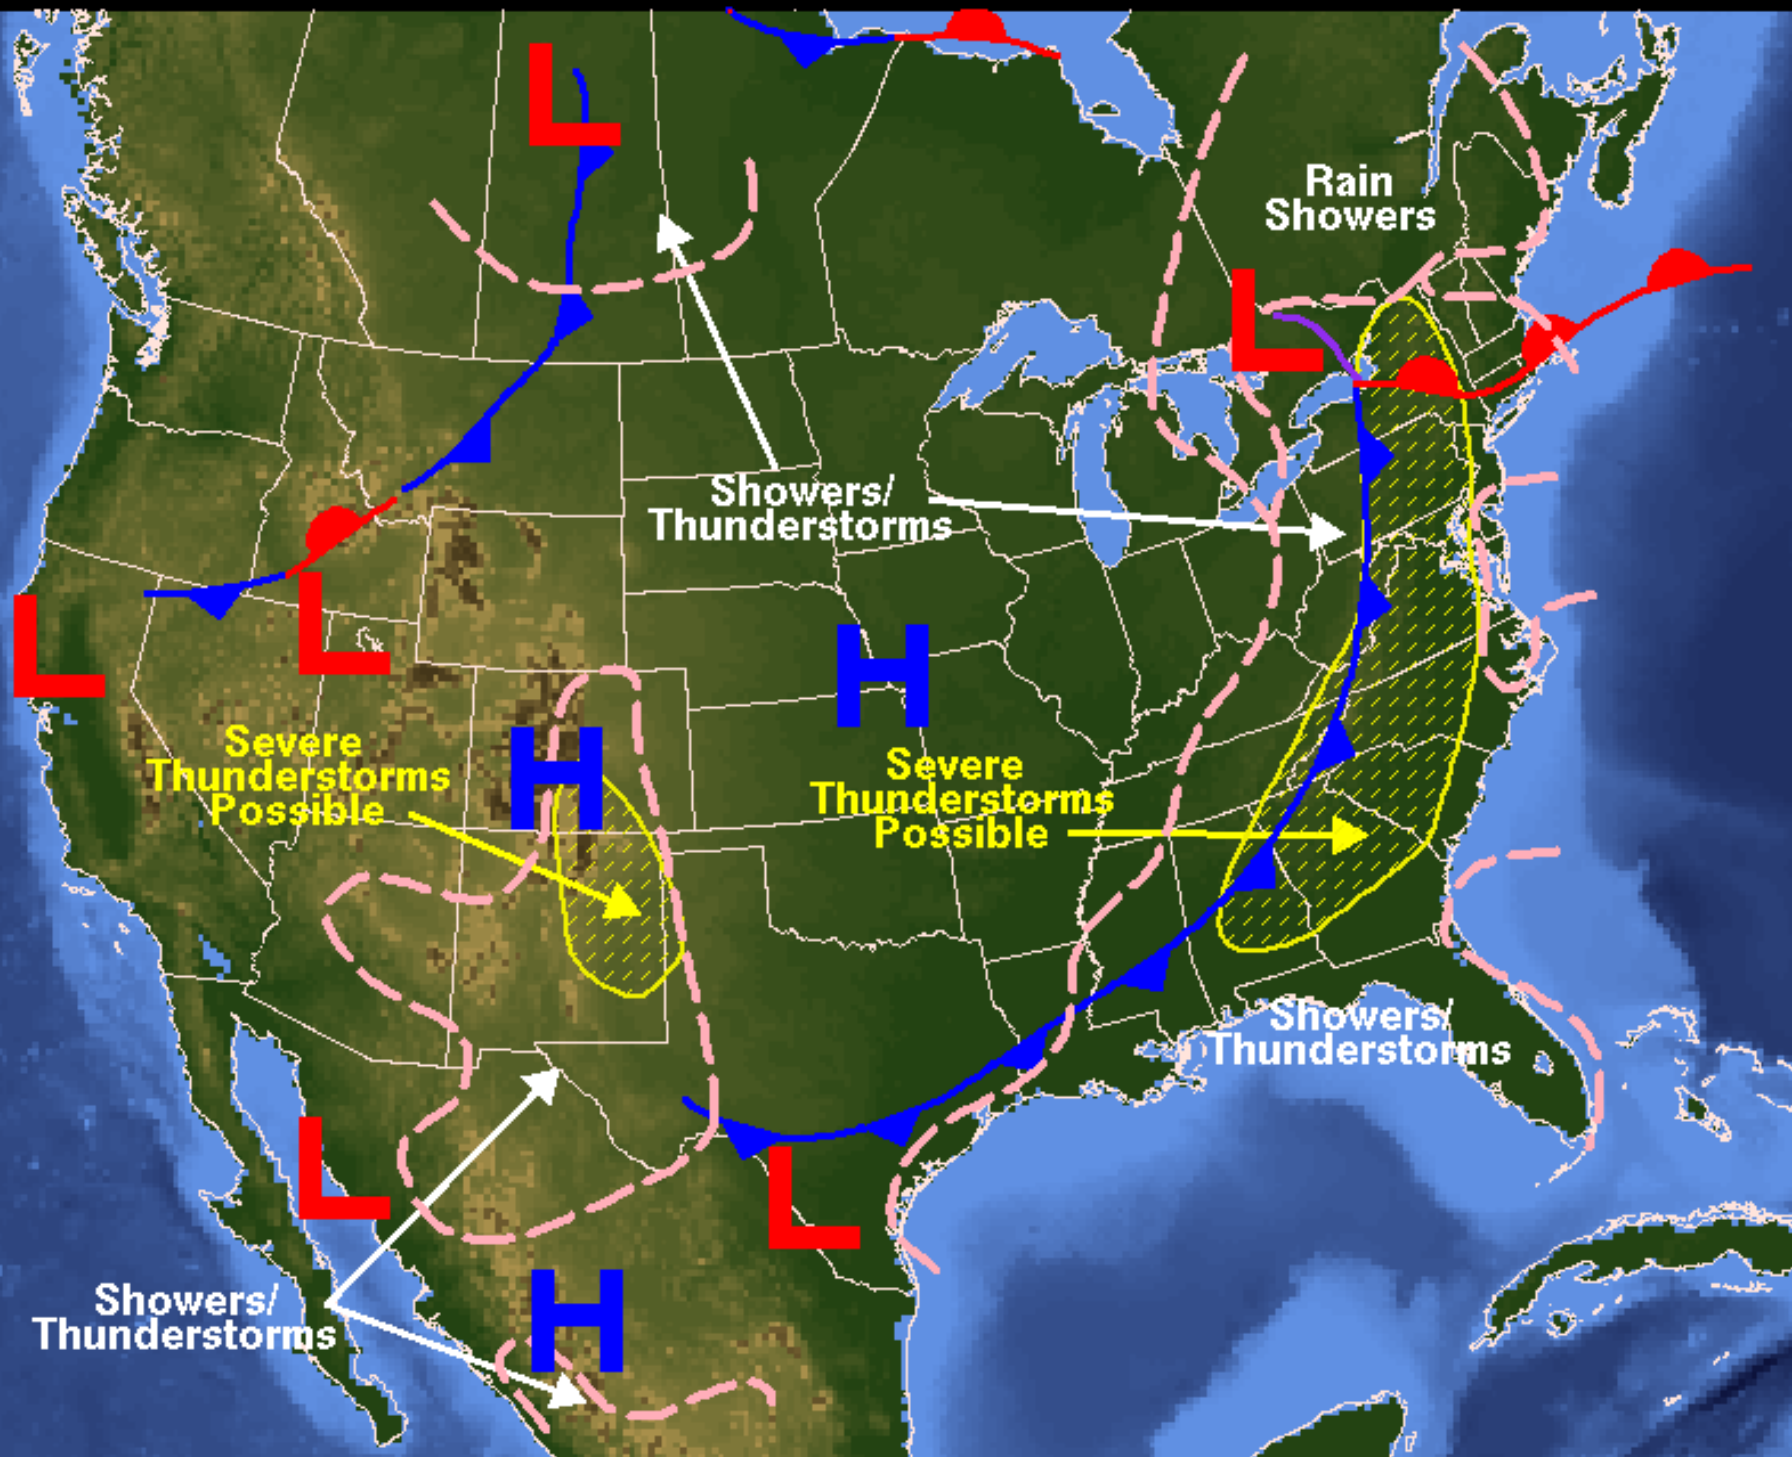 L
Rain
Showers
L
Showers/
Thunderstorms
L
L
H
Severe
Thunderstorms
Possible
H
Severe
Thunderstorms
Possible
Showers/
Thunderstorms
L
L
Showers/
Thunderstorms
H